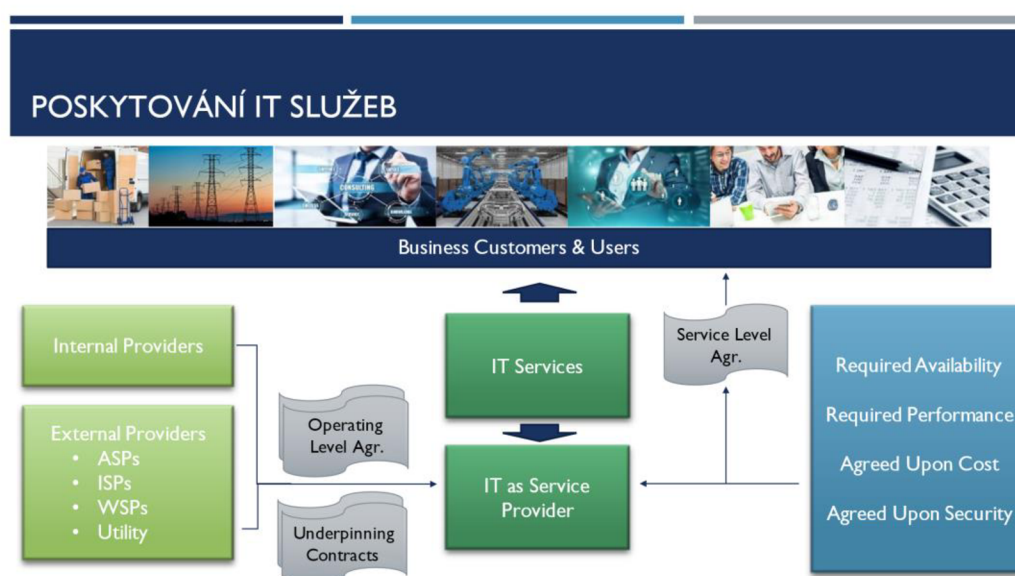 POSKYTOVÁNÍ IT SLUŽEB
CONSULTING
Business Customers & Users
Internal Providers
External Providers
• ASPs
• ISPs
• WSPs
• Utility
Operating
Level Agr.
Underpinning
Contracts
IT Services
IT as Service
Provider
Service Level
Agr.
Required Availability
Required Performance
Agreed Upon Cost
Agreed Upon Security